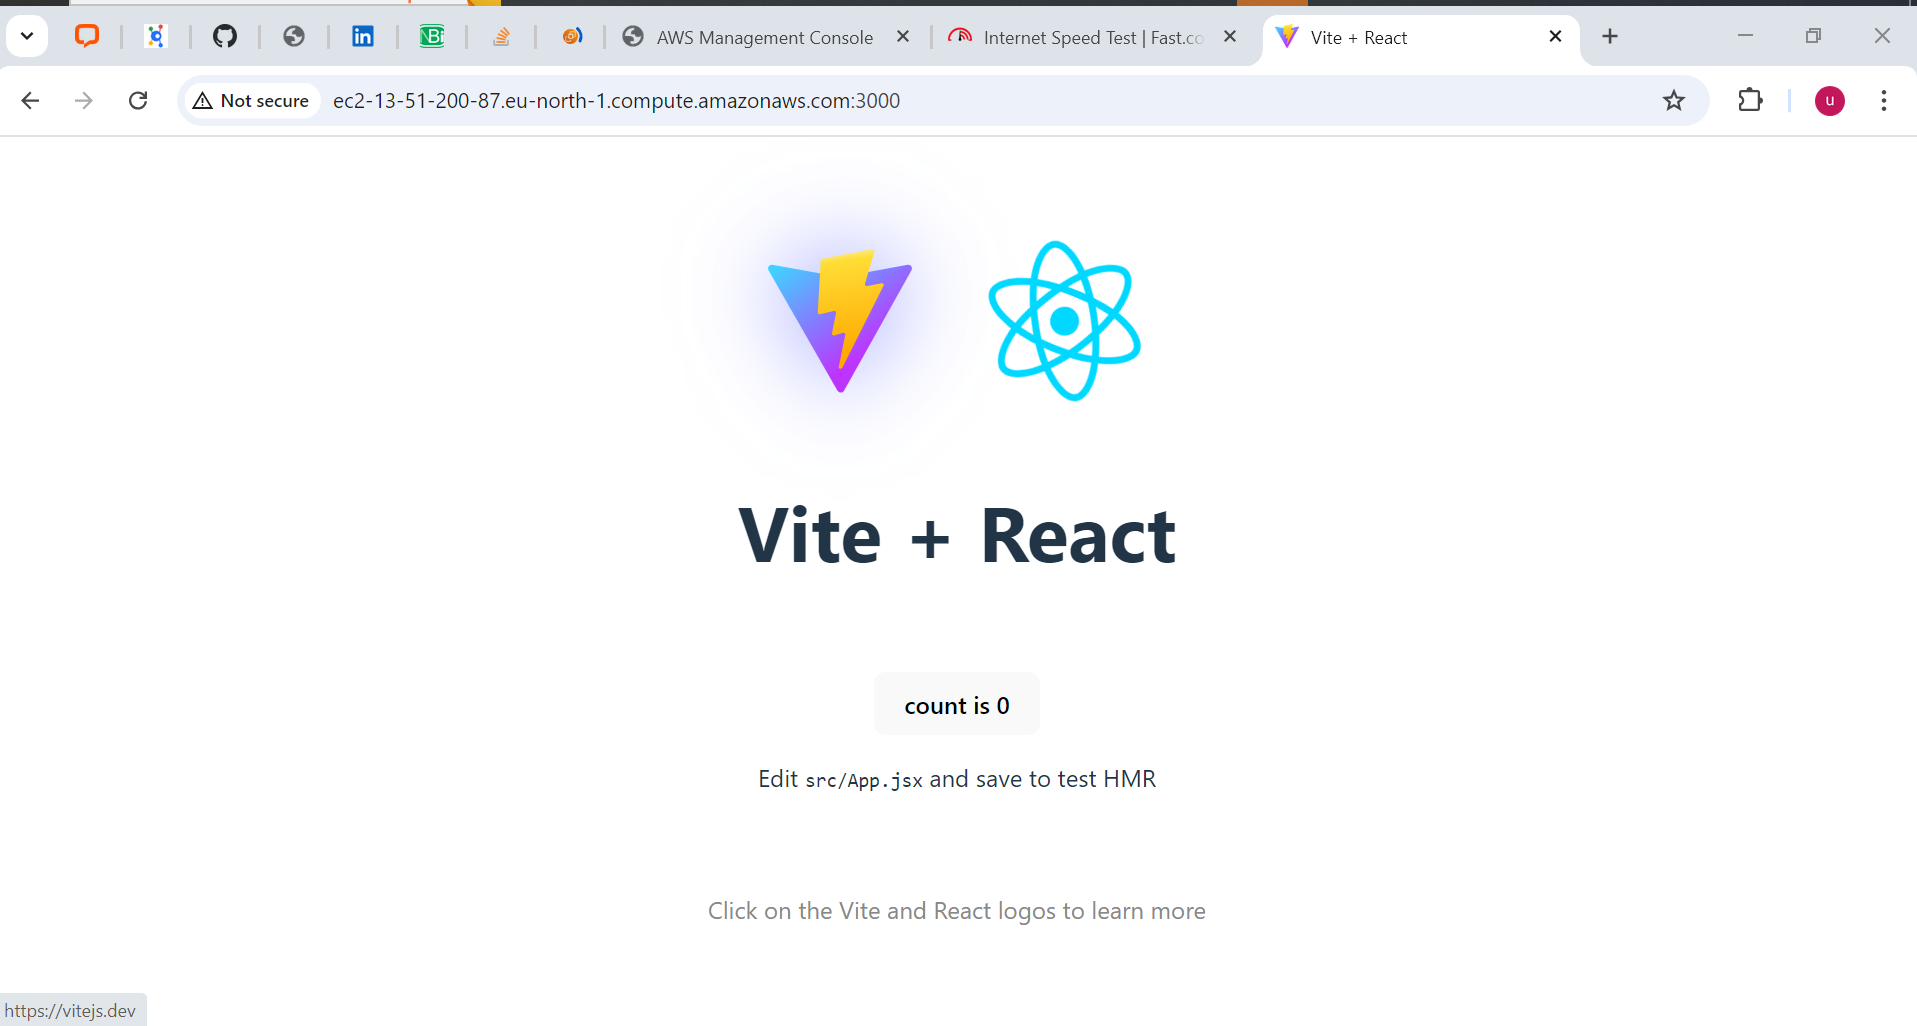 AWS Management Console
Internet Speed Test | Fast.co
Vite + React
Not secure
ec2-13-51-200-87.eu-north-1.compute.amazonaws.com:3000
u
Vite + React
count is 0
Edit src/App.jsx and save to test HMR
Click on the Vite and React logos to learn more
https://vitejs.dev